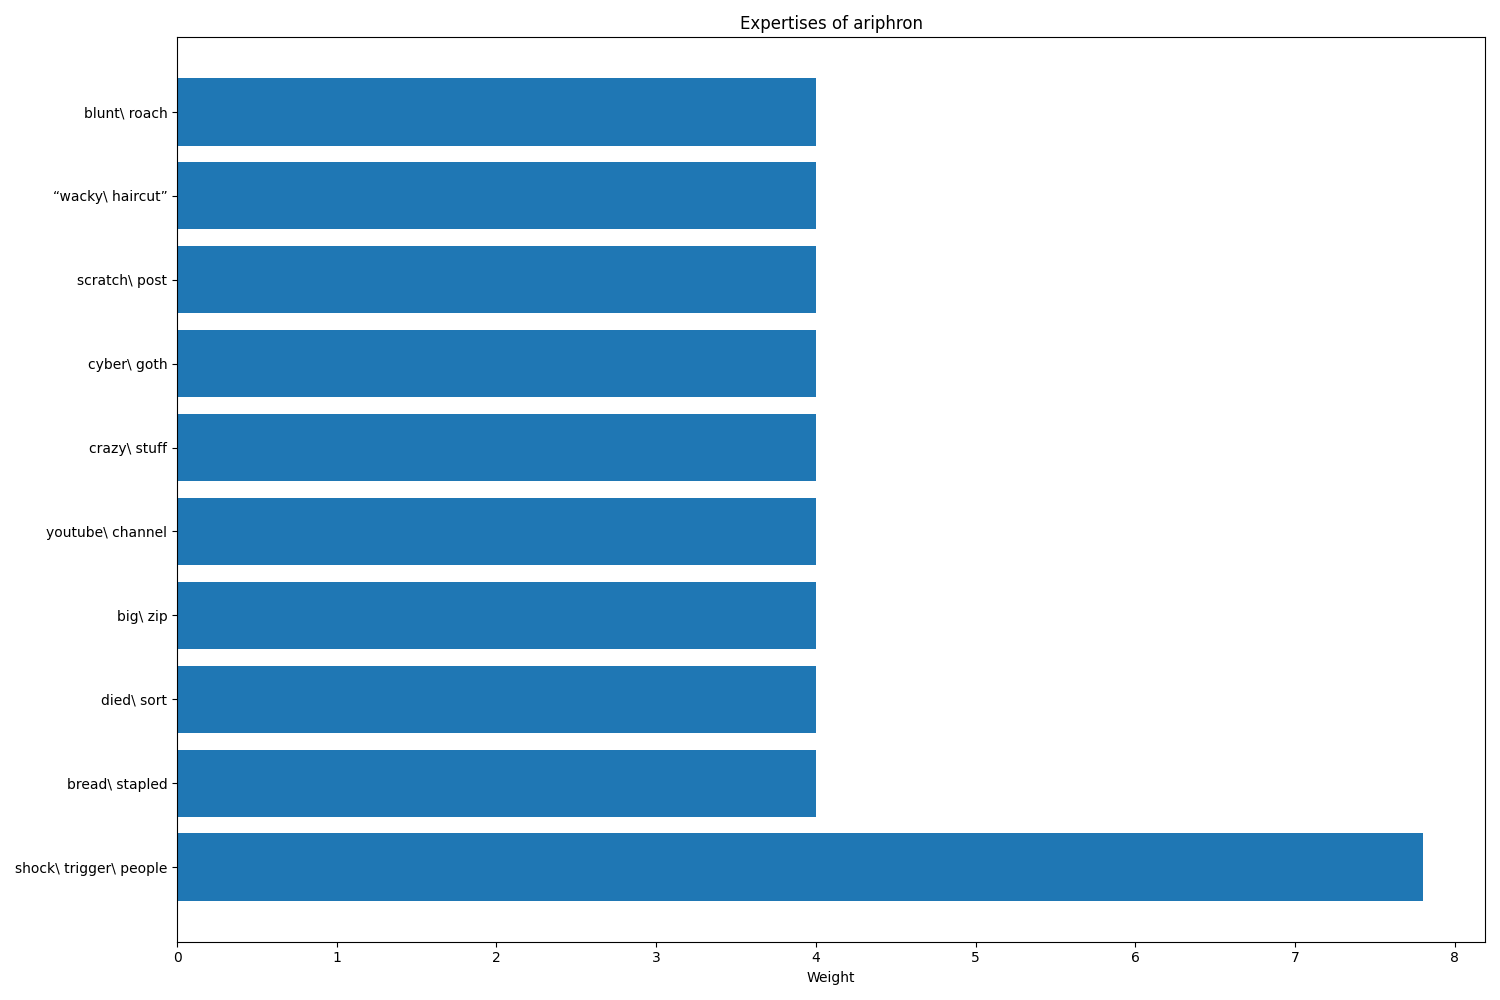 Expertises of ariphron
blunt\ roach
“wacky\ haircut”
scratch\ post
cyber\ goth
crazy\ stuff
youtube\ channel
big\ zip
died\ sort
bread\ stapled
shock\ trigger\ people
0 1 2 3 4 5 6 7 8
Weight